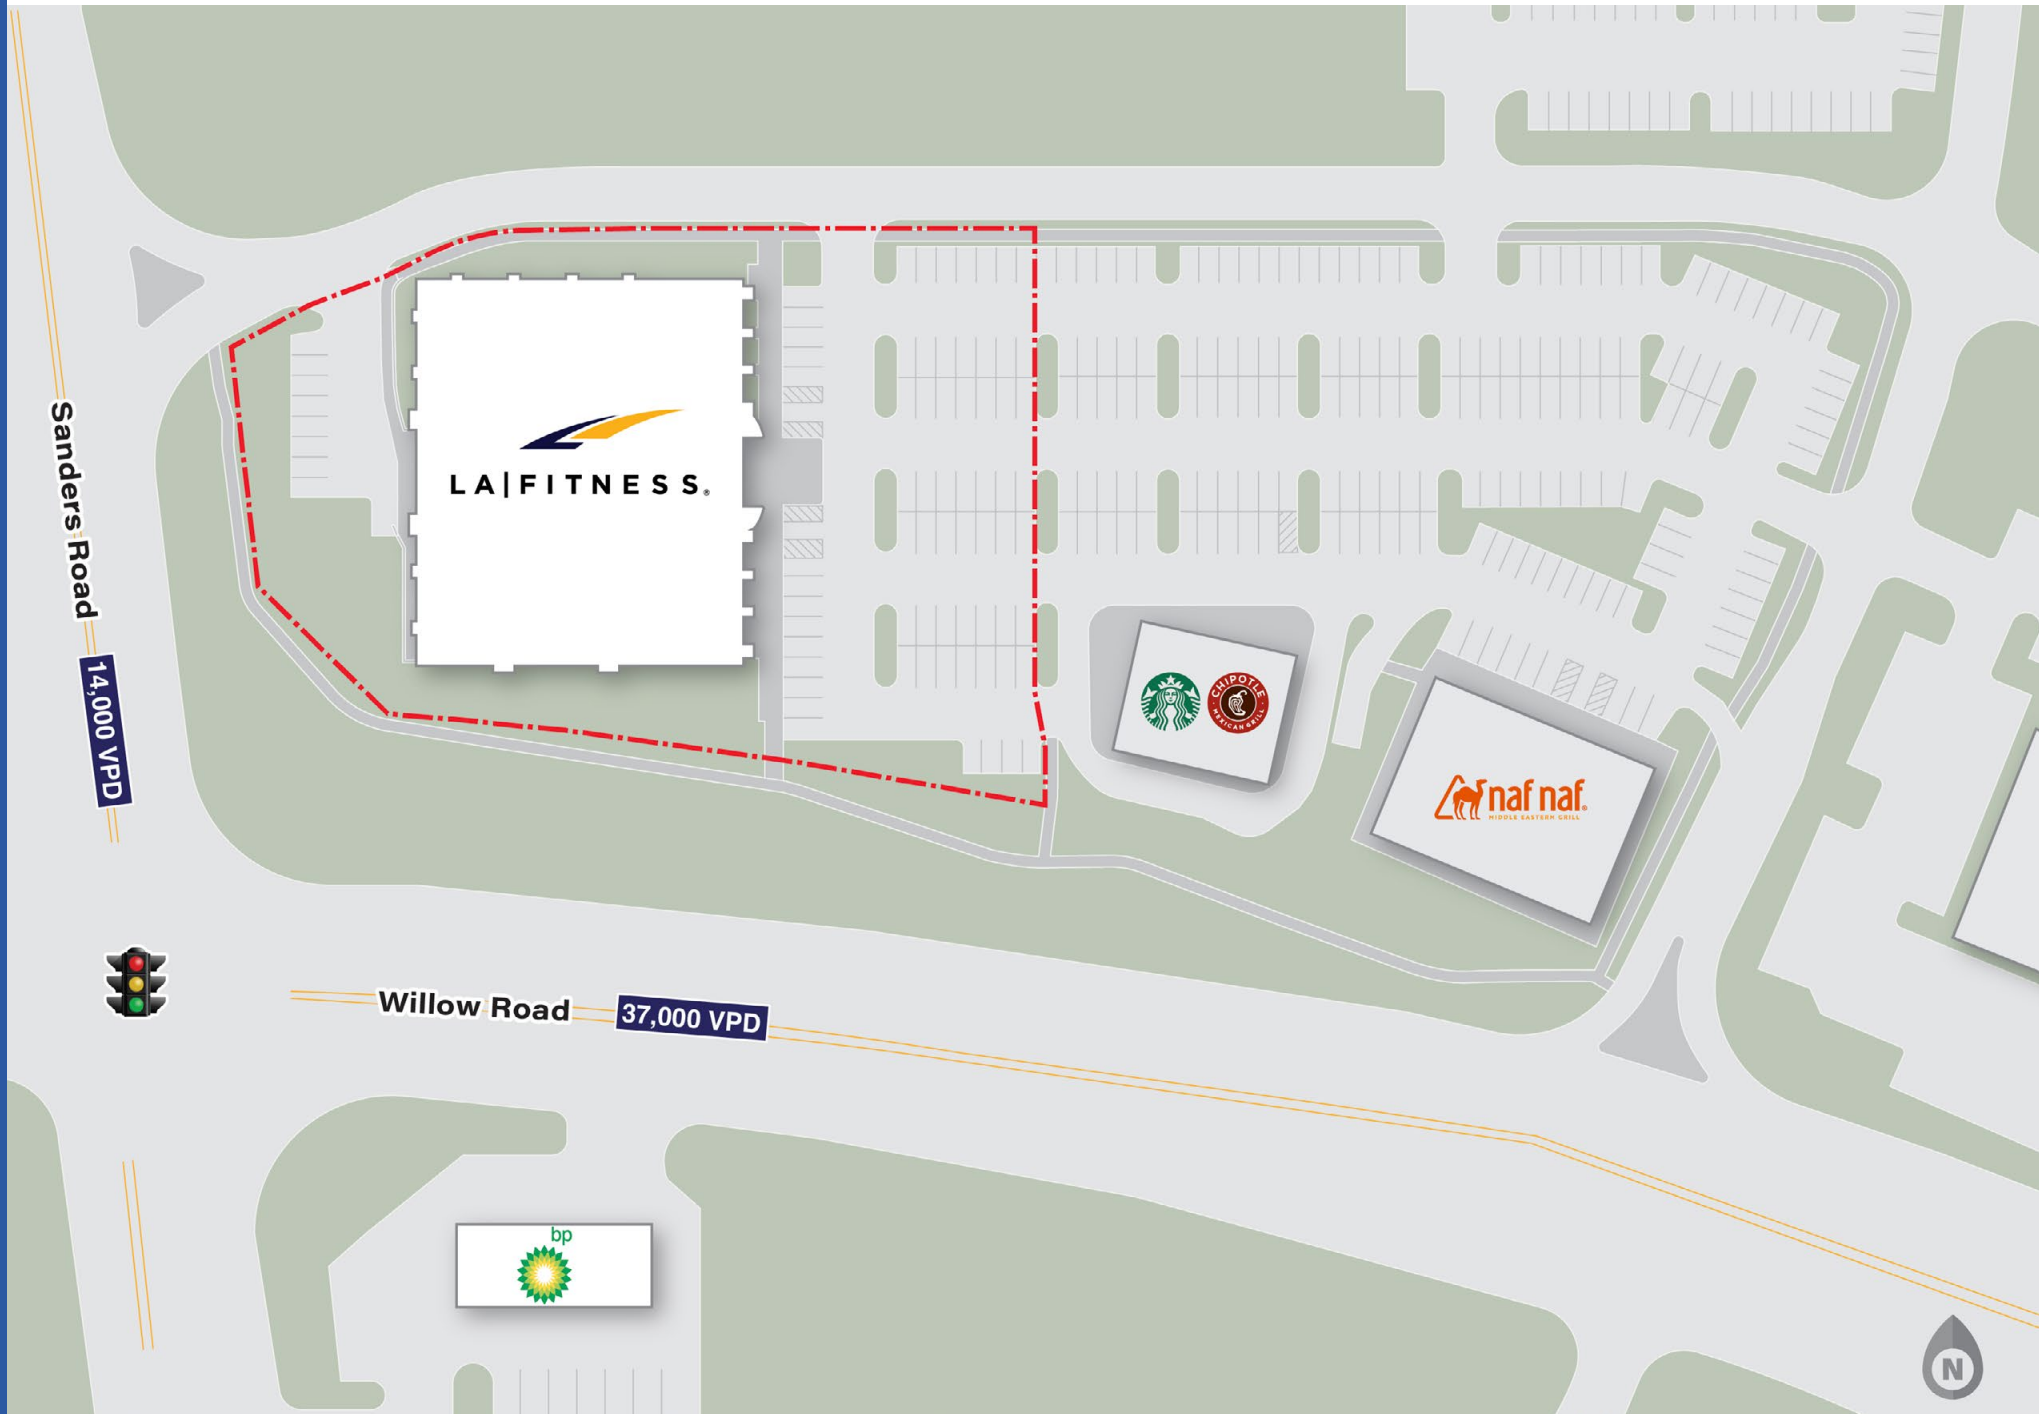 Sanders Road
14,000 VPD
LA|FITNESS®
CHIPOTLE
MEXICAN GRILL
naf naf®
MIDDLE EASTERN GRILL
Willow Road
37,000 VPD
bp
N